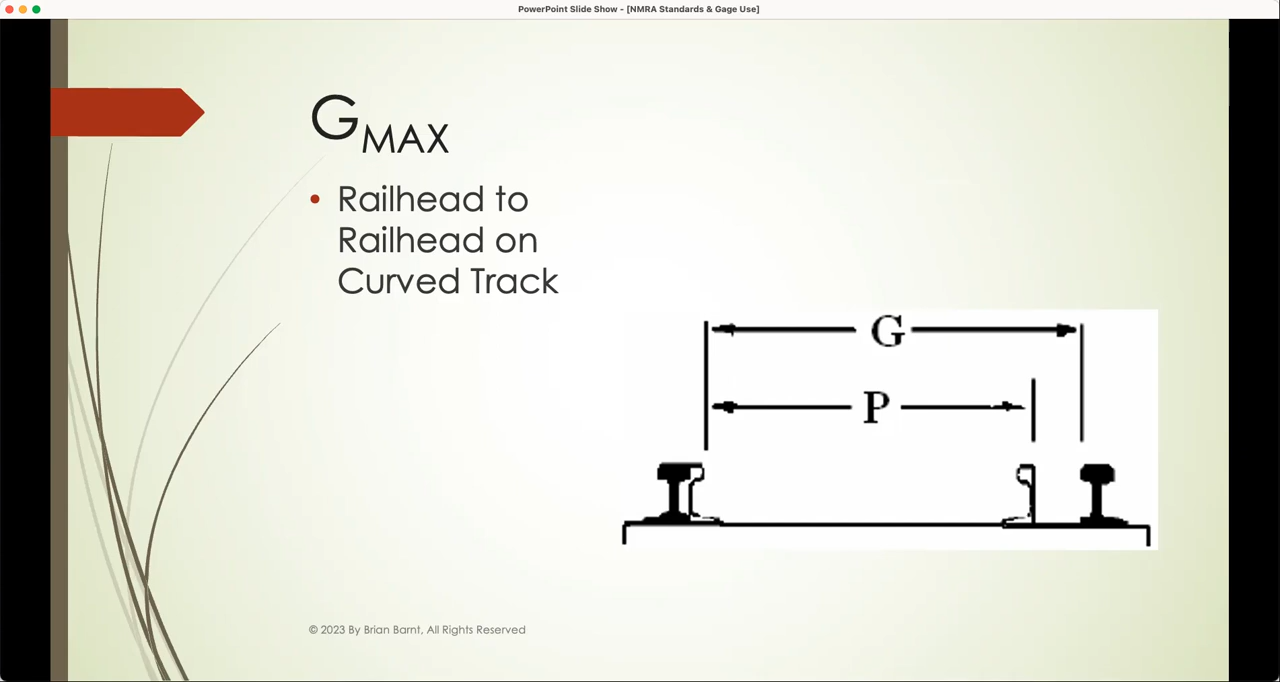 PowerPoint Slide Show - [NMRA Standards & Gage Use]
GMAX
• Railhead to
Railhead on
Curved Track
G
P
© 2023 By Brian Barnt, All Rights Reserved